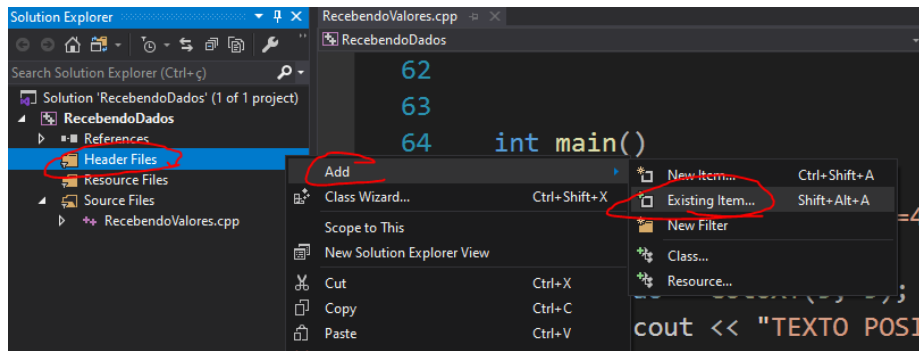 Solution Explorer
Search Solution Explorer (Ctrl+ç)
Solution 'RecebendoDados' (1 of 1 project)
RecebendoDados
References
Header Files
Resource Files
Source Files
RecebendoValores.cpp
RecebendoValores.cpp
RecebendoDados
62
63
64 int main()
Add
Class Wizard... Ctrl+Shift+X
Scope to This
New Solution Explorer View
Cut Ctrl+X
Copy Ctrl+C
Paste Ctrl+V
New Item... Ctrl+Shift+A
Existing Item... Shift+Alt+A
New Filter
Class...
Resource...
cout << "TEXTO POSI